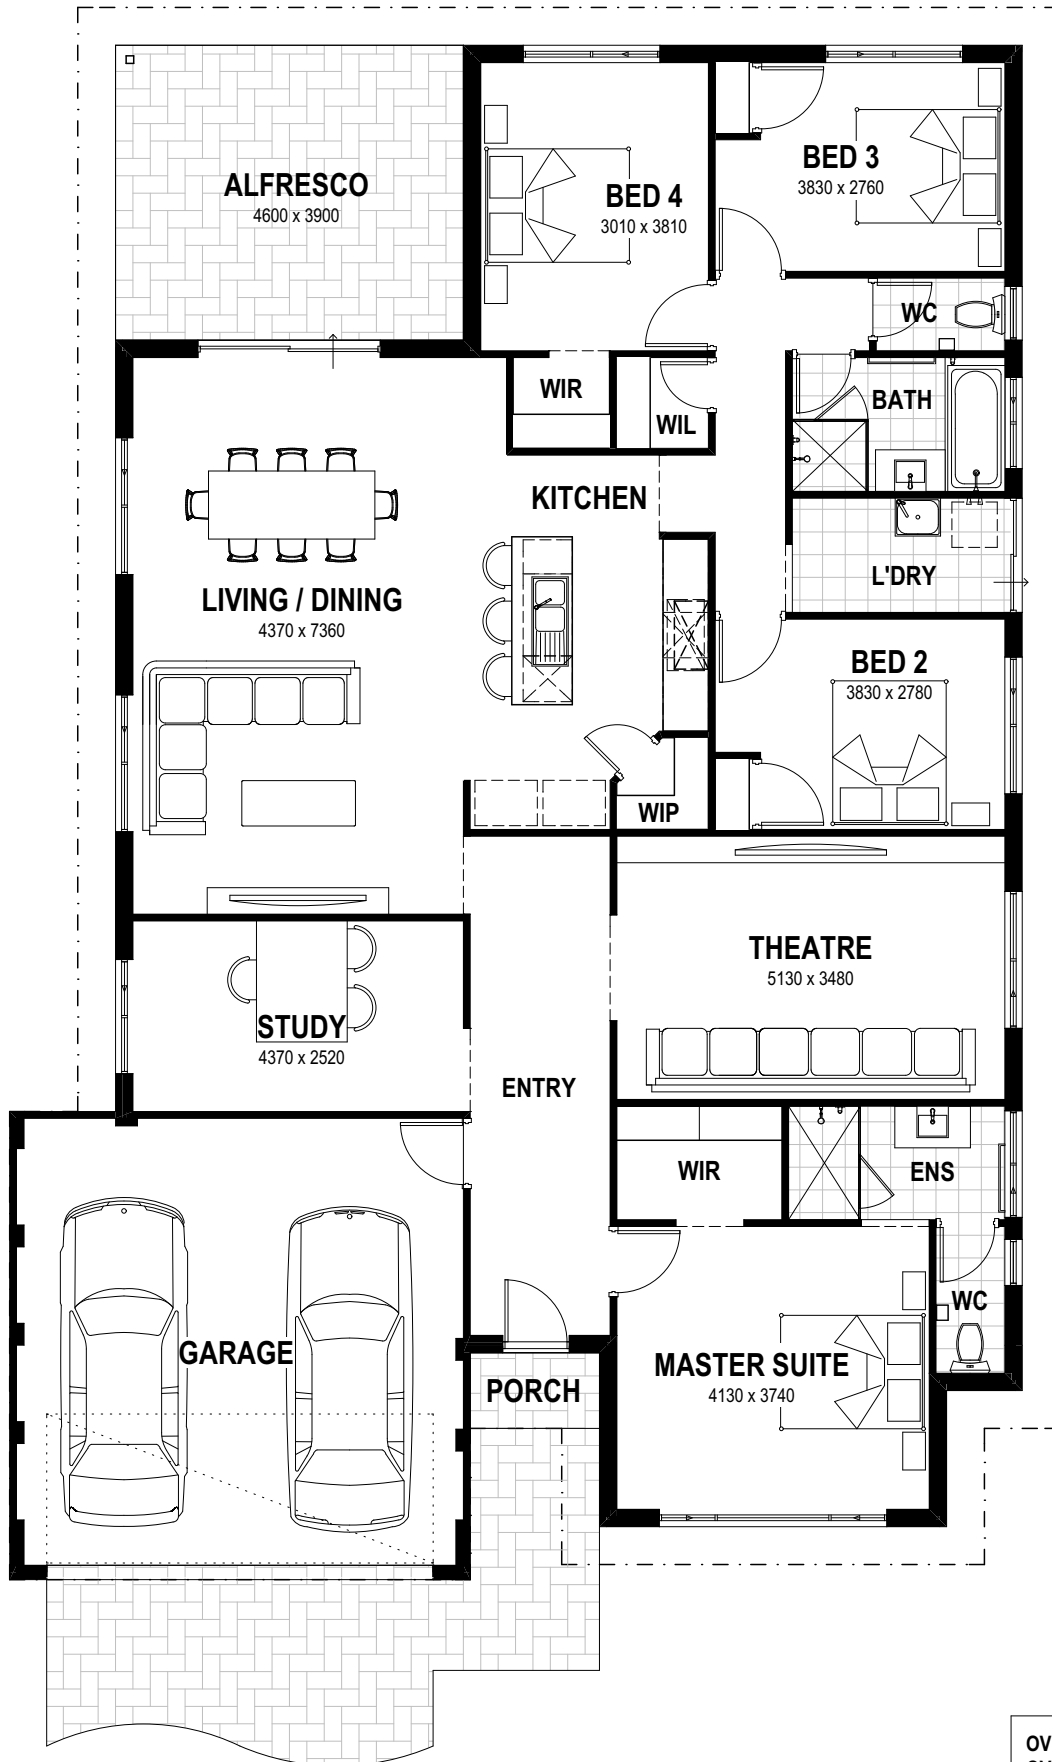 BED 3
3830 x 2760
ALFRESCO
4600 x 3900
BED 4
3010 x 3810
WC
WIR
BATH
WIL
KITCHEN
L'DRY
LIVING / DINING
4370 x 7360
BED 2
3830 x 2780
WIP
THEATRE
5130 x 3480
STUDY
4370 x 2520
ENTRY
WIR
ENS
WC
GARAGE
MASTER SUITE
4130 x 3740
PORCH
OV